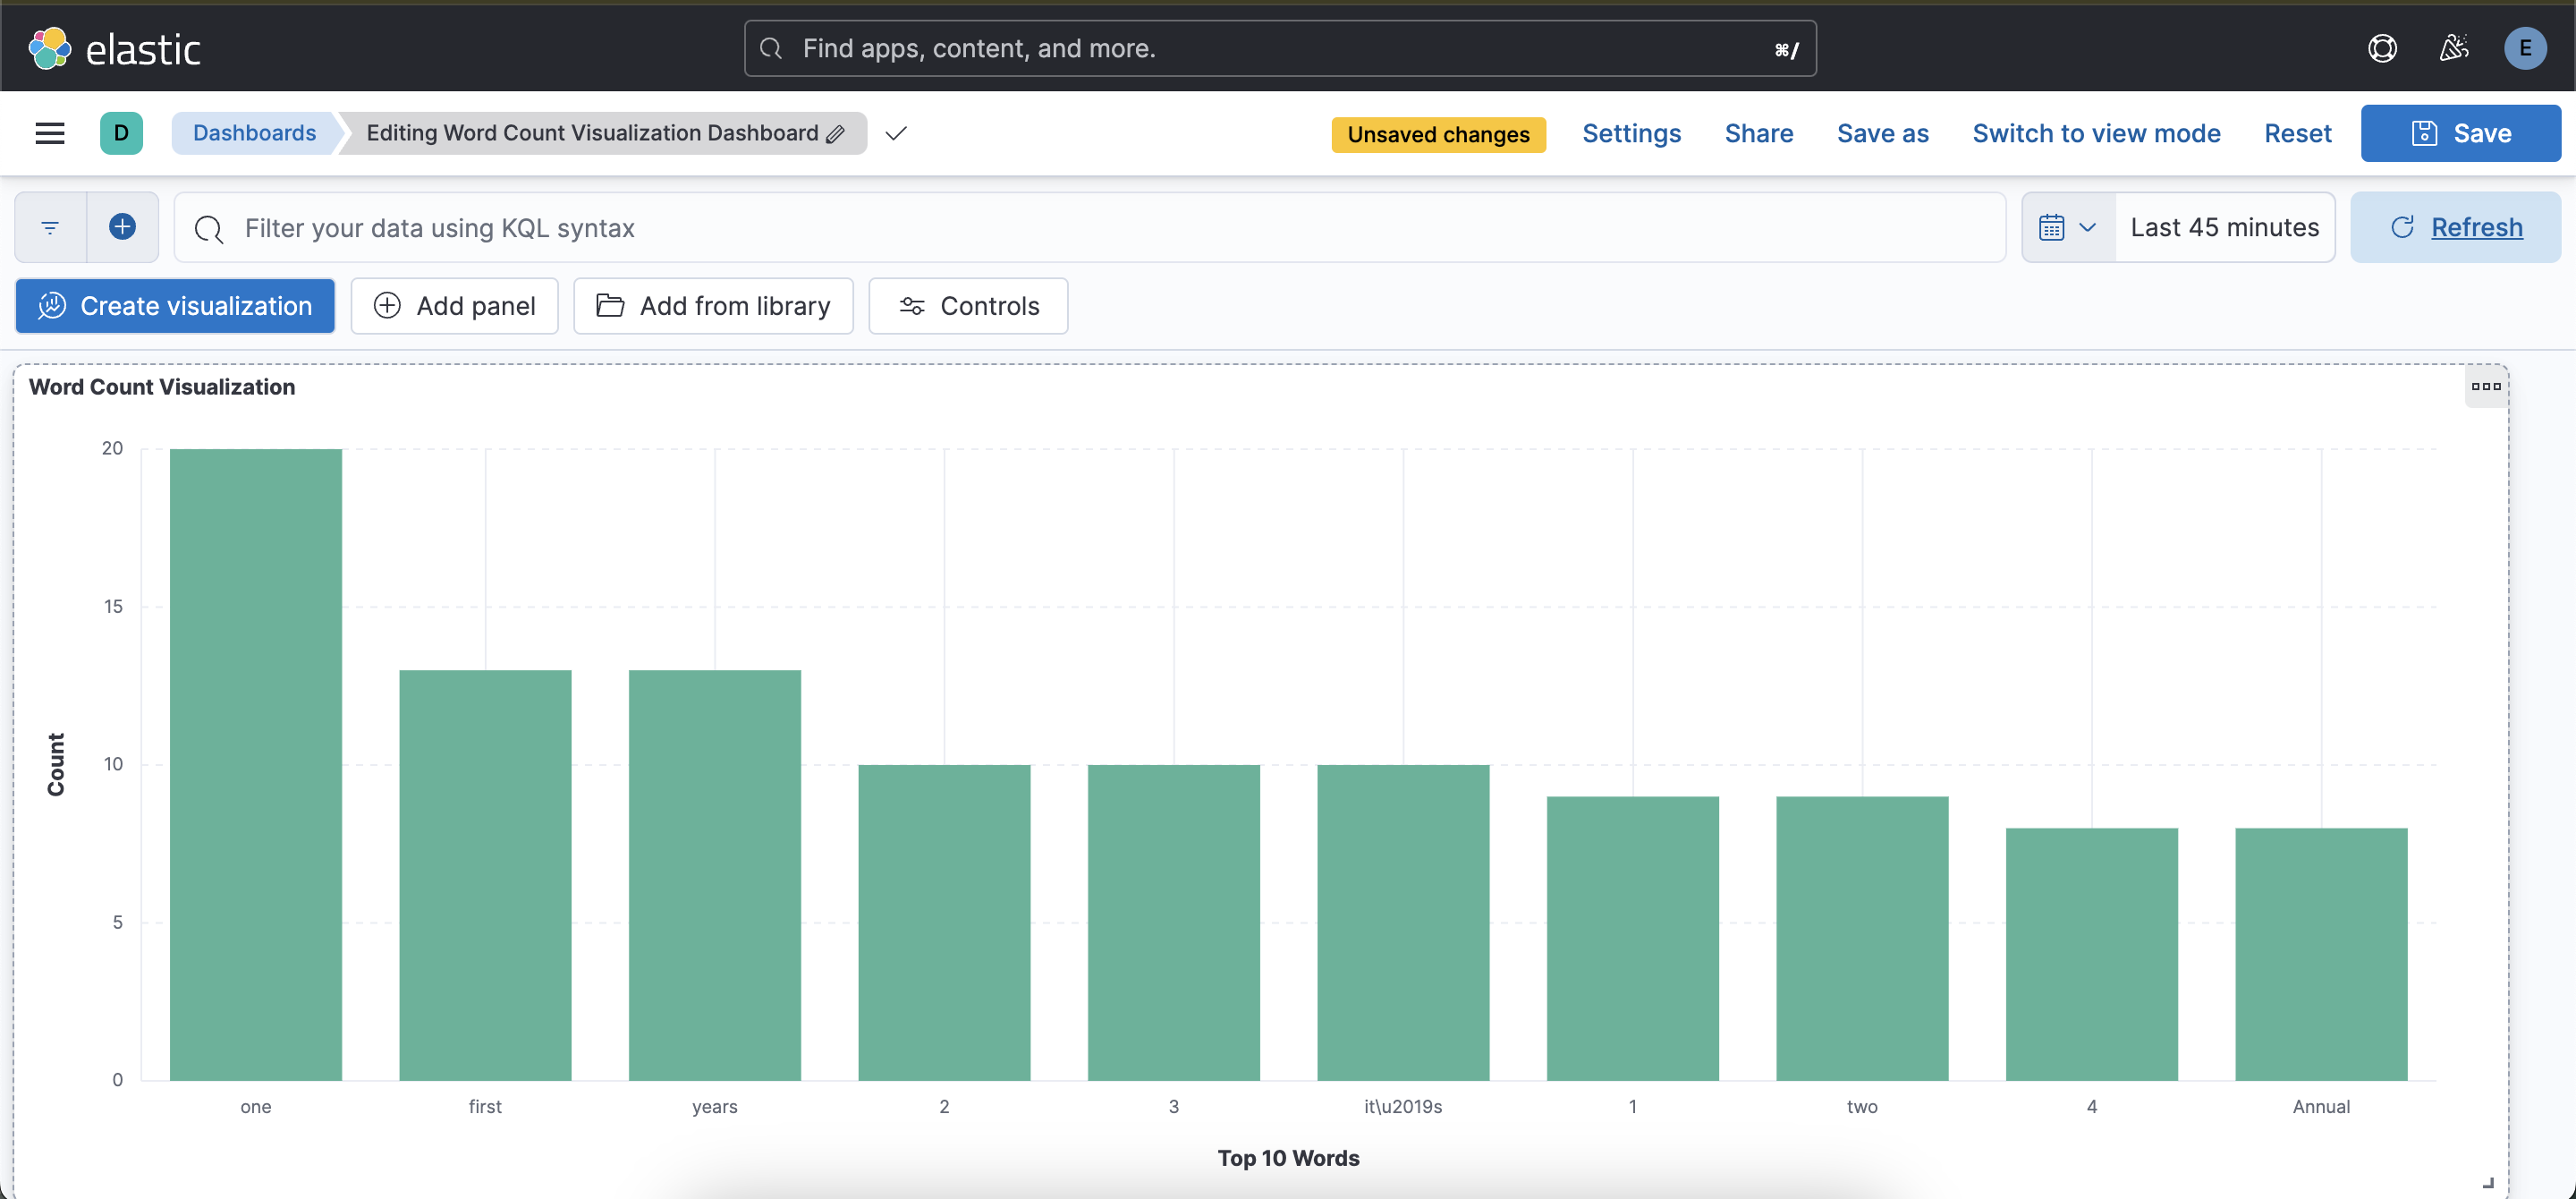 elastic
Find apps, content, and more.
⌘/
E
D
Dashboards
Editing Word Count Visualization Dashboard
Unsaved changes
Settings
Share
Save as
Switch to view mode
Reset
Save
Filter your data using KQL syntax
Last 45 minutes
Refresh
Create visualization
Add panel
Add from library
Controls
Word Count Visualization
20
15
10
5
0
Count
one
first
years
2
3
it\u2019s
1
two
4
Annual
Top 10 Words